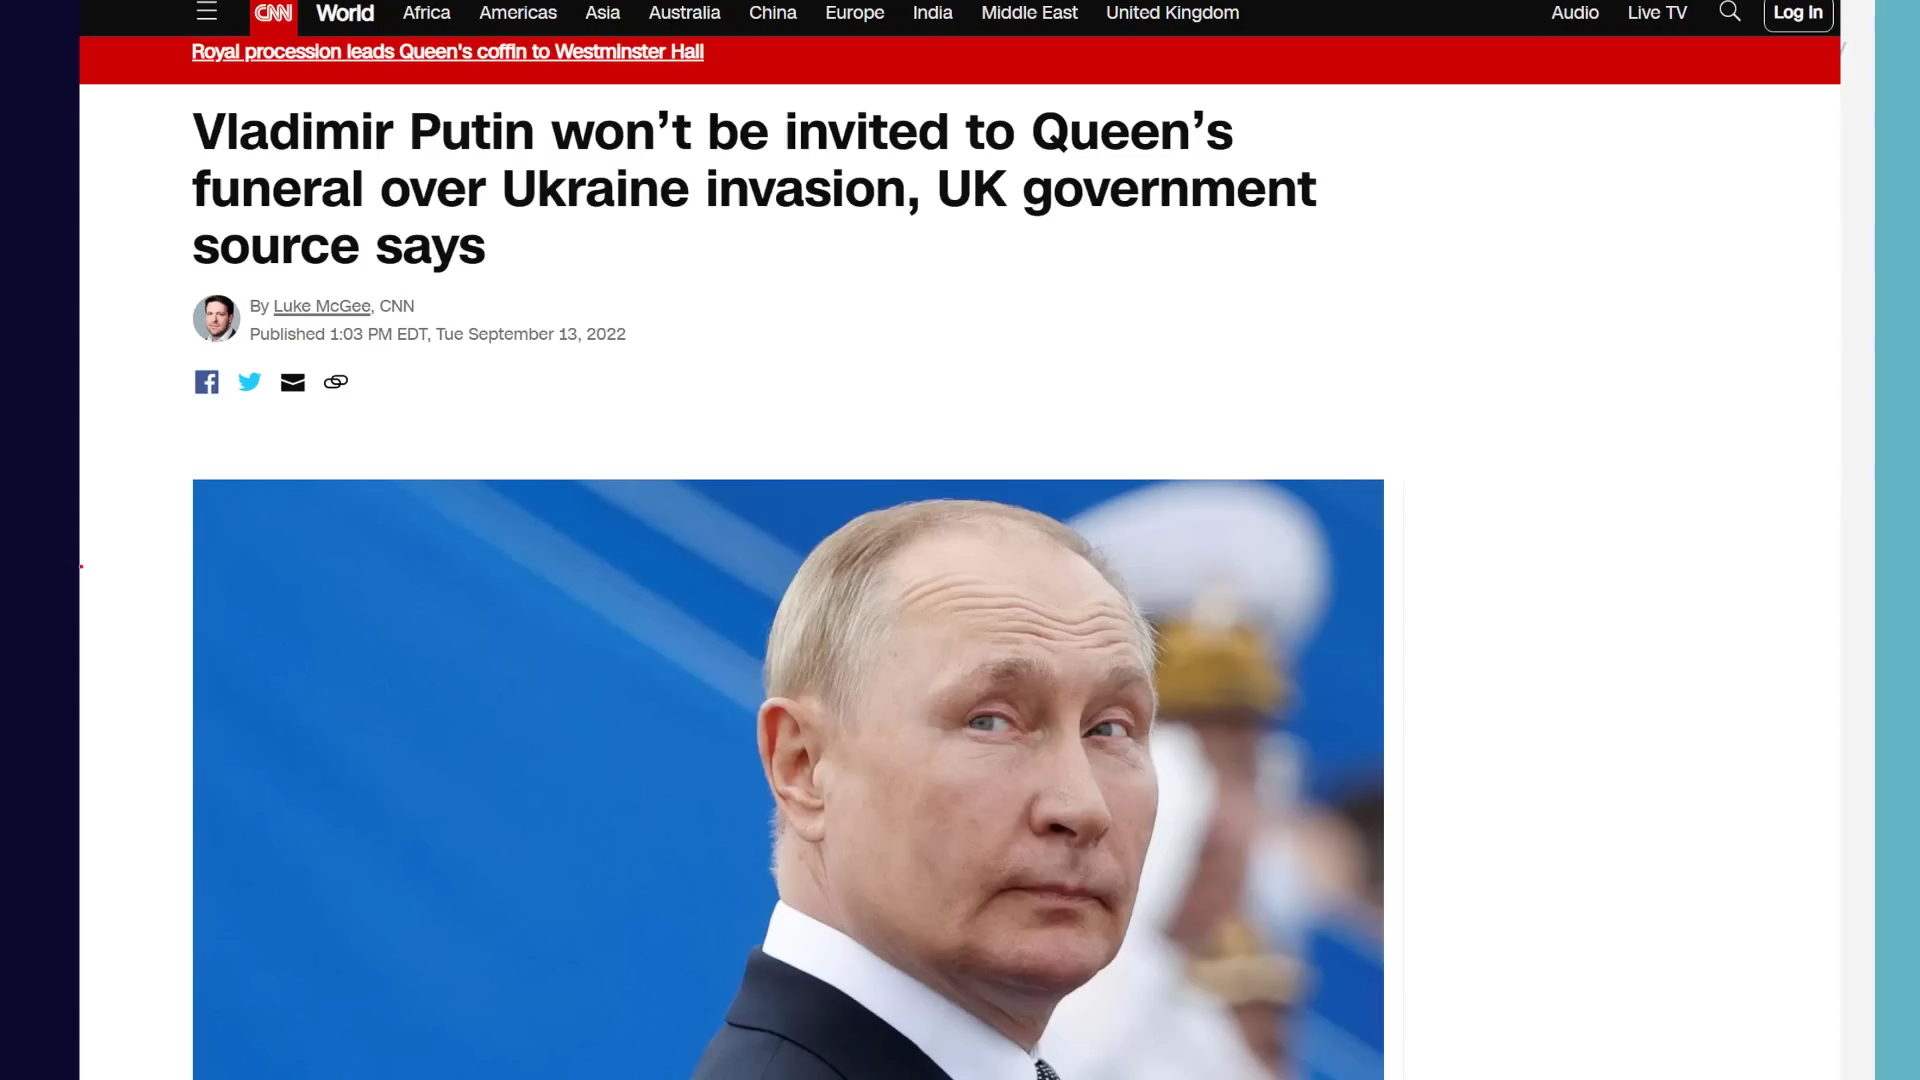 CNN World Africa Americas Asia Australia China Europe India Middle East United Kingdom Audio Live TV Log In
Royal procession leads Queen's coffin to Westminster Hall
Vladimir Putin won’t be invited to Queen’s
funeral over Ukraine invasion, UK government
source says
By Luke McGee, CNN
Published 1:03 PM EDT, Tue September 13, 2022